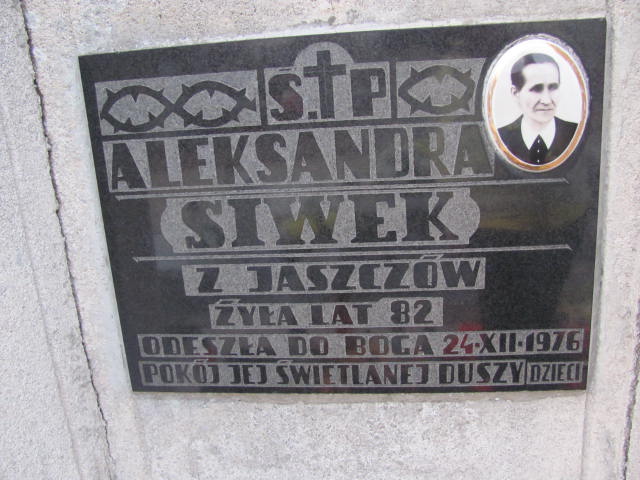 Ś.†P
ALEKSANDRA
SIWEK
Z JASZCZÓW
ŻYŁA LAT 82
ODESZŁA DO BOGA 24·XII·1976
POKÓJ JEJ ŚWIETLANEJ DUSZY DZIECI